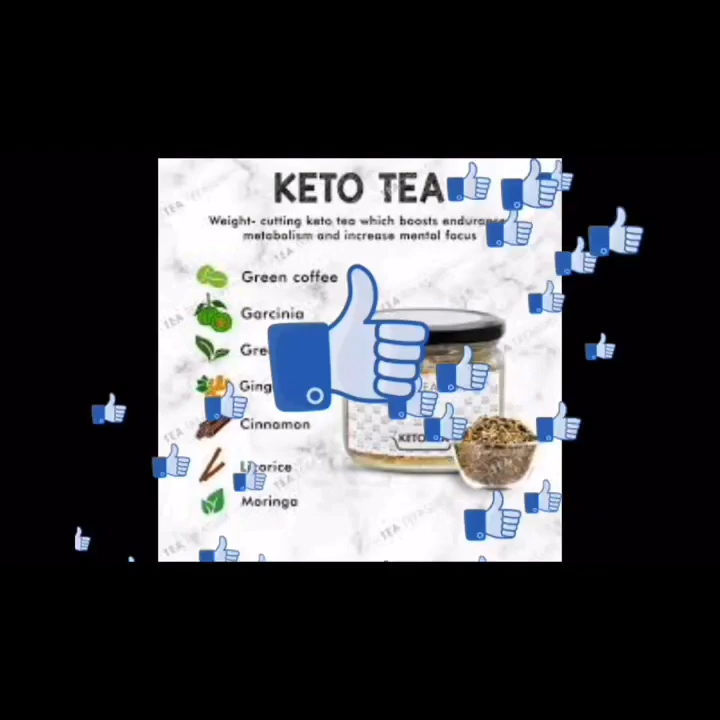 KETO TEA
Weight- cutting keto tea which boosts endurance
metabolism and increase mental focus
Green coffee
Garcinia
Gre
Ging
Cinnamon
Licorice
Moringa
KETO